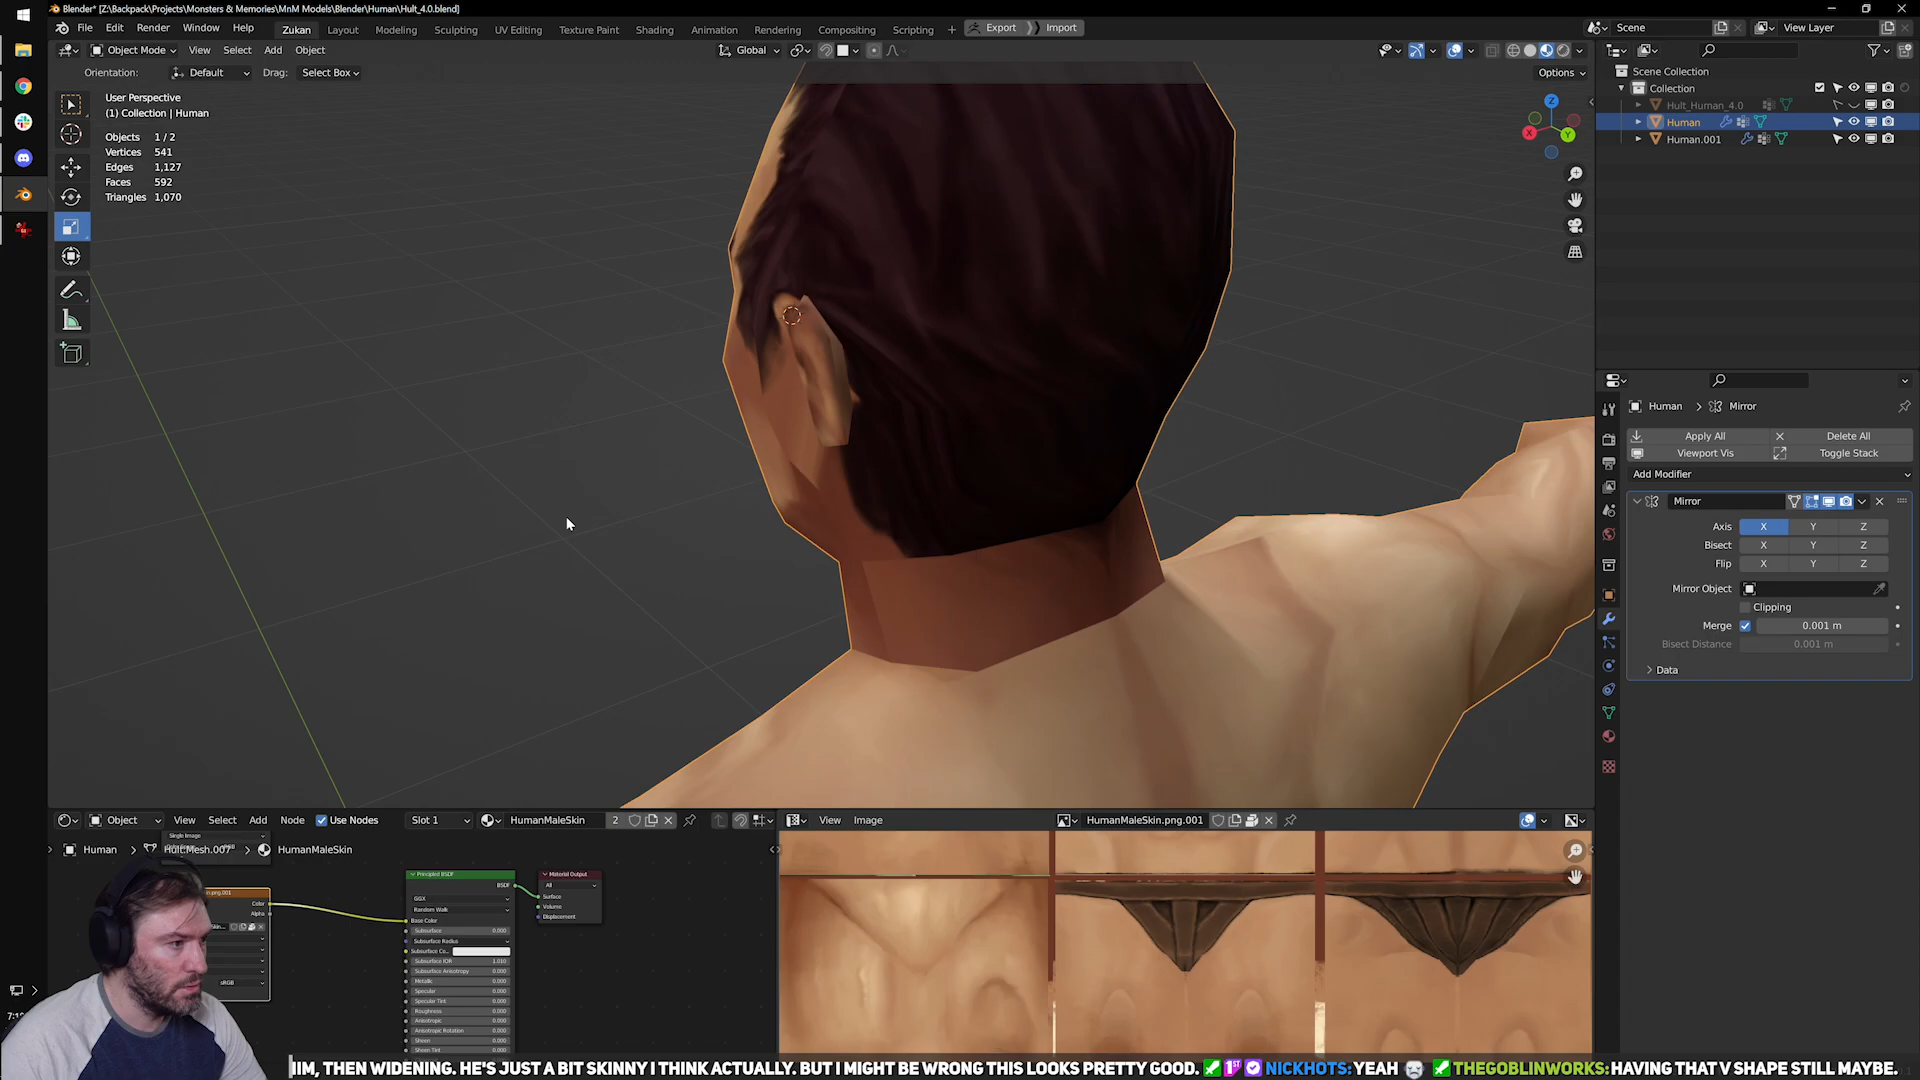 Blender* [Z:\Backpack\Projects\Monsters & Memories\MnM Models\Blender\Human\Hult_4.0.blend]
File Edit Render Window Help Zukan Layout Modeling Sculpting UV Editing Texture Paint Shading Animation Rendering Compositing Scripting + Export Import Scene View Layer
Object Mode View Select Add Object Global
Orientation: Default Drag: Select Box Options
User Perspective
(1) Collection | Human
Objects 1 / 2
Vertices 541
Edges 1,127
Faces 592
Triangles 1,070
Z
X
Y
Scene Collection
Collection
Hult_Human_4.0
Human
Human.001
Human > Mirror
Apply All Delete All
Viewport Vis Toggle Stack
Add Modifier
Mirror
Axis X Y Z
Bisect X Y Z
Flip X Y Z
Mirror Object
Clipping
Merge 0.001 m
Bisect Distance 0.001 m
Data
Object View Select Add Node Use Nodes Slot 1 HumanMaleSkin 2
View Image HumanMaleSkin.png.001
Single Image
Human > Hult.Mesh.007 > HumanMaleSkin
Color
Alpha
sRGB
Principled BSDF
BSDF
GGX
Random Walk
Base Color
Subsurface 0.000
Subsurface Radius
Subsurface Co...
Subsurface IOR 1.010
Subsurface Anisotropy 0.000
Metallic 0.000
Specular 0.000
Specular Tint 0.000
Roughness 0.000
Anisotropic 0.000
Anisotropic Rotation 0.000
Sheen 0.000
Sheen Tint 0.000
Material Output
All
Surface
Volume
Displacement
IIM, THEN WIDENING. HE'S JUST A BIT SKINNY I THINK ACTUALLY. BUT I MIGHT BE WRONG THIS LOOKS PRETTY GOOD. 1ST NICKHOTS: YEAH THEGOBLINWORKS: HAVING THAT V SHAPE STILL MAYBE.